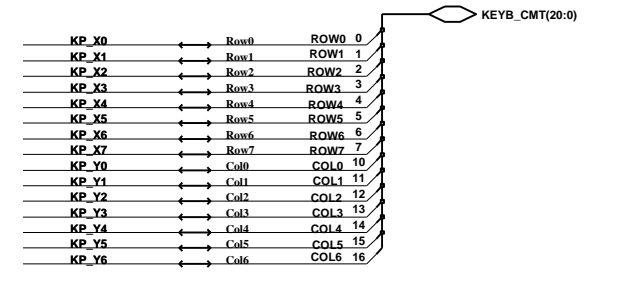 KEYB_CMT(20:0)
KP_X0 Row0 ROW0 0
KP_X1 Row1 ROW1 1
KP_X2 Row2 ROW2 2
KP_X3 Row3 ROW3 3
KP_X4 Row4 ROW4 4
KP_X5 Row5 ROW5 5
KP_X6 Row6 ROW6 6
KP_X7 Row7 ROW7 7
KP_Y0 Col0 COL0 10
KP_Y1 Col1 COL1 11
KP_Y2 Col2 COL2 12
KP_Y3 Col3 COL3 13
KP_Y4 Col4 COL4 14
KP_Y5 Col5 COL5 15
KP_Y6 Col6 COL6 16